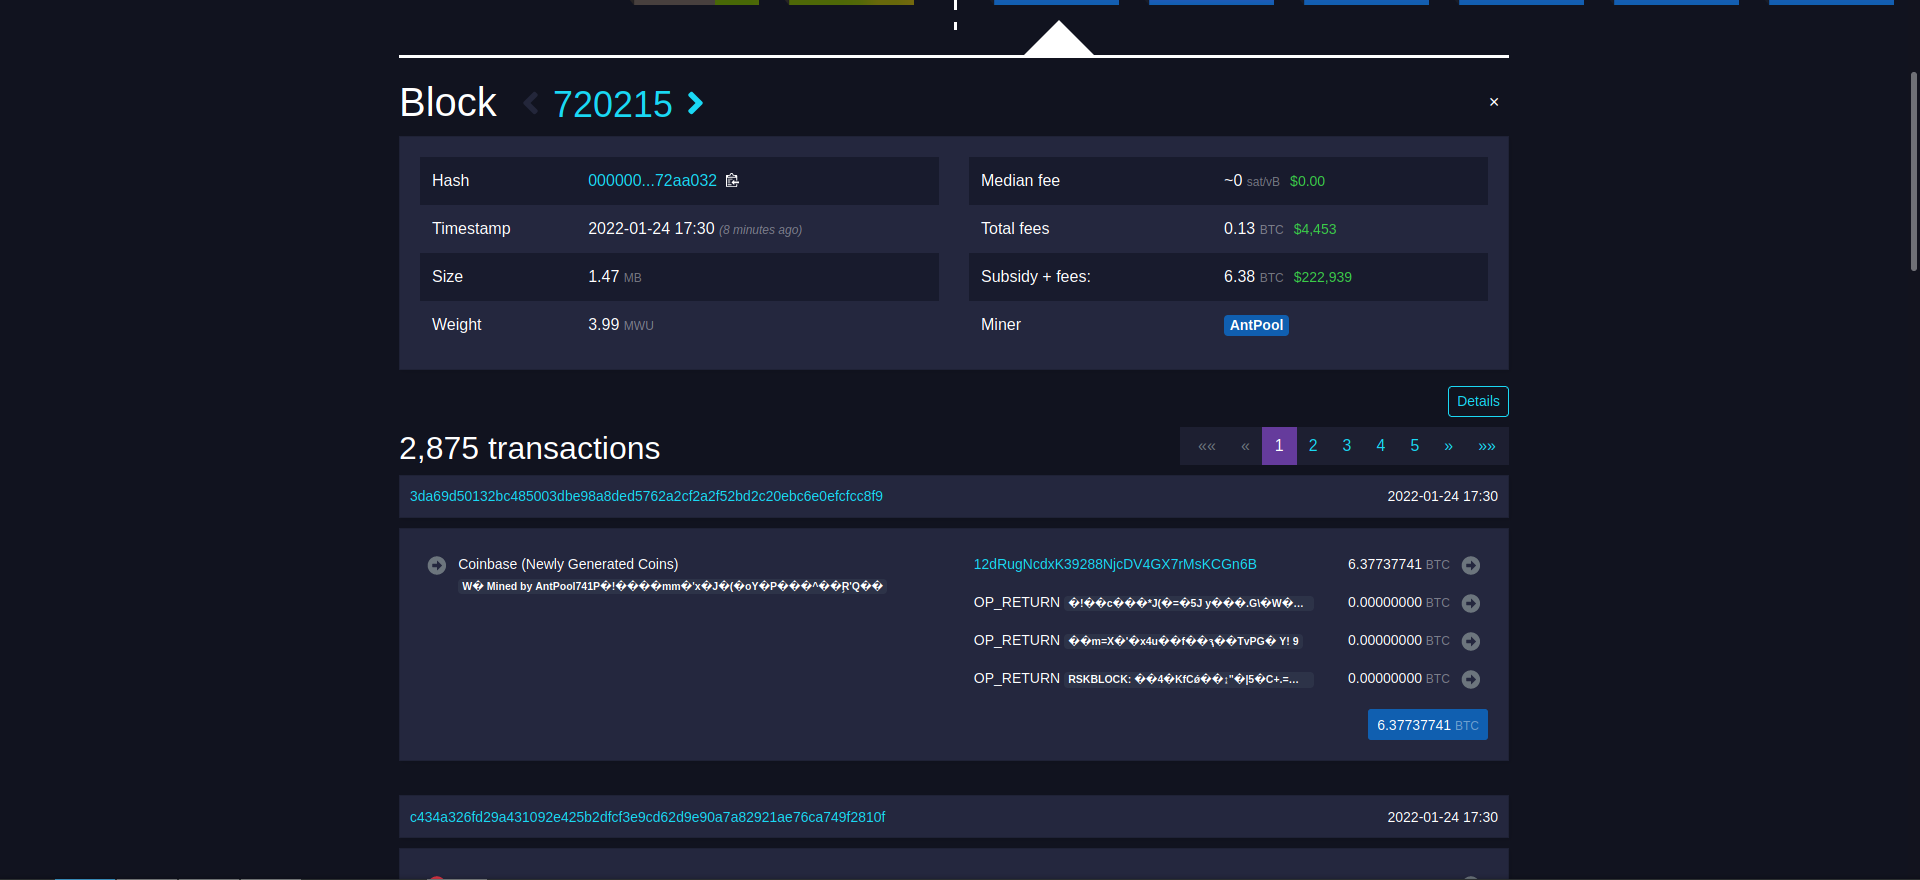 Block 720215 ×
Hash 000000...72aa032
Median fee ~0 sat/vB $0.00
Timestamp 2022-01-24 17:30 (8 minutes ago)
Total fees 0.13 BTC $4,453
Size 1.47 MB
Subsidy + fees: 6.38 BTC $222,939
Weight 3.99 MWU
Miner AntPool
Details
2,875 transactions
«« « 1 2 3 4 5 » »»
3da69d50132bc485003dbe98a8ded5762a2cf2a2f52bd2c20ebc6e0efcfcc8f9 2022-01-24 17:30
Coinbase (Newly Generated Coins)
W� Mined by AntPool741P�!����mm�'x�J�(�oY�P���^��Ŗ'Q��
12dRugNcdxK39288NjcDV4GX7rMsKCGn6B 6.37737741 BTC
OP_RETURN �!��c���*J(�=�5J y���.G\�W�... 0.00000000 BTC
OP_RETURN ��m=X�'�x4u��f��ʒ��TvPG� Y! 9 0.00000000 BTC
OP_RETURN RSKBLOCK: ��4�KfCǿ��;"�|5�C+.=... 0.00000000 BTC
6.37737741 BTC
c434a326fd29a431092e425b2dfcf3e9cd62d9e90a7a82921ae76ca749f2810f 2022-01-24 17:30